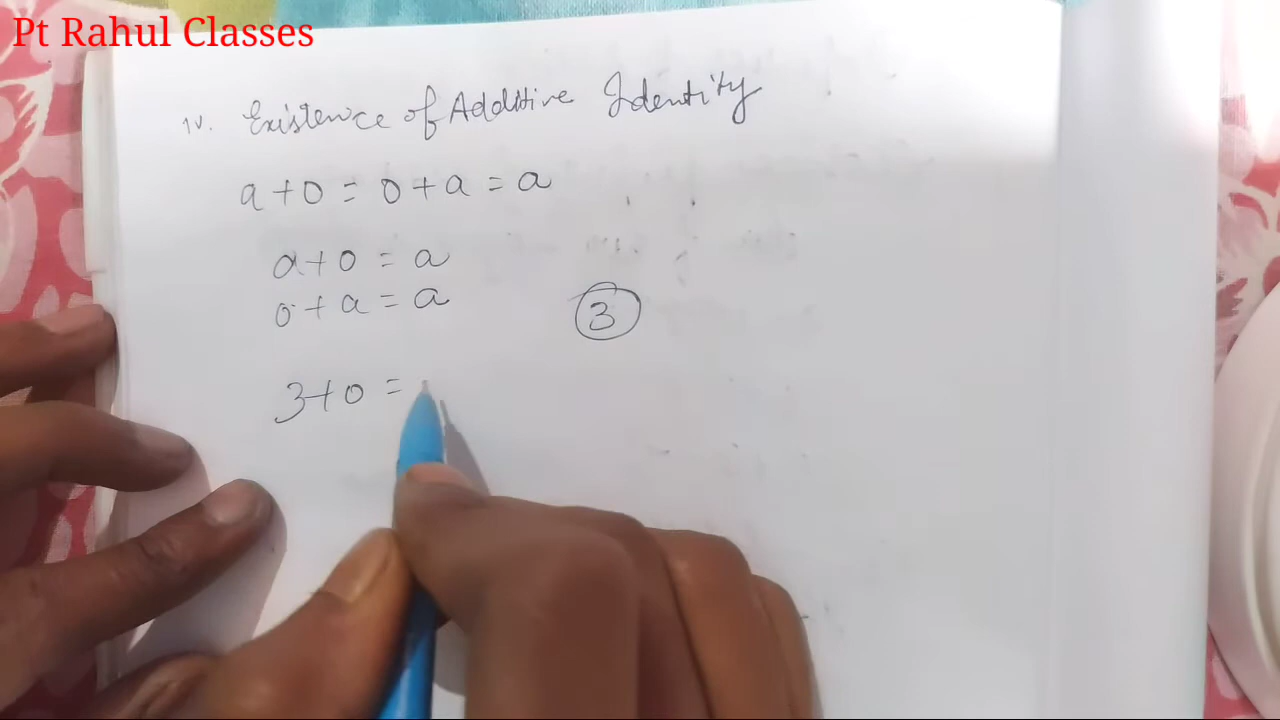 Pt Rahul Classes
IV. Existence of Additive Identity
a + 0 = 0 + a = a
a + 0 = a
0 + a = a
3
3 + 0 =